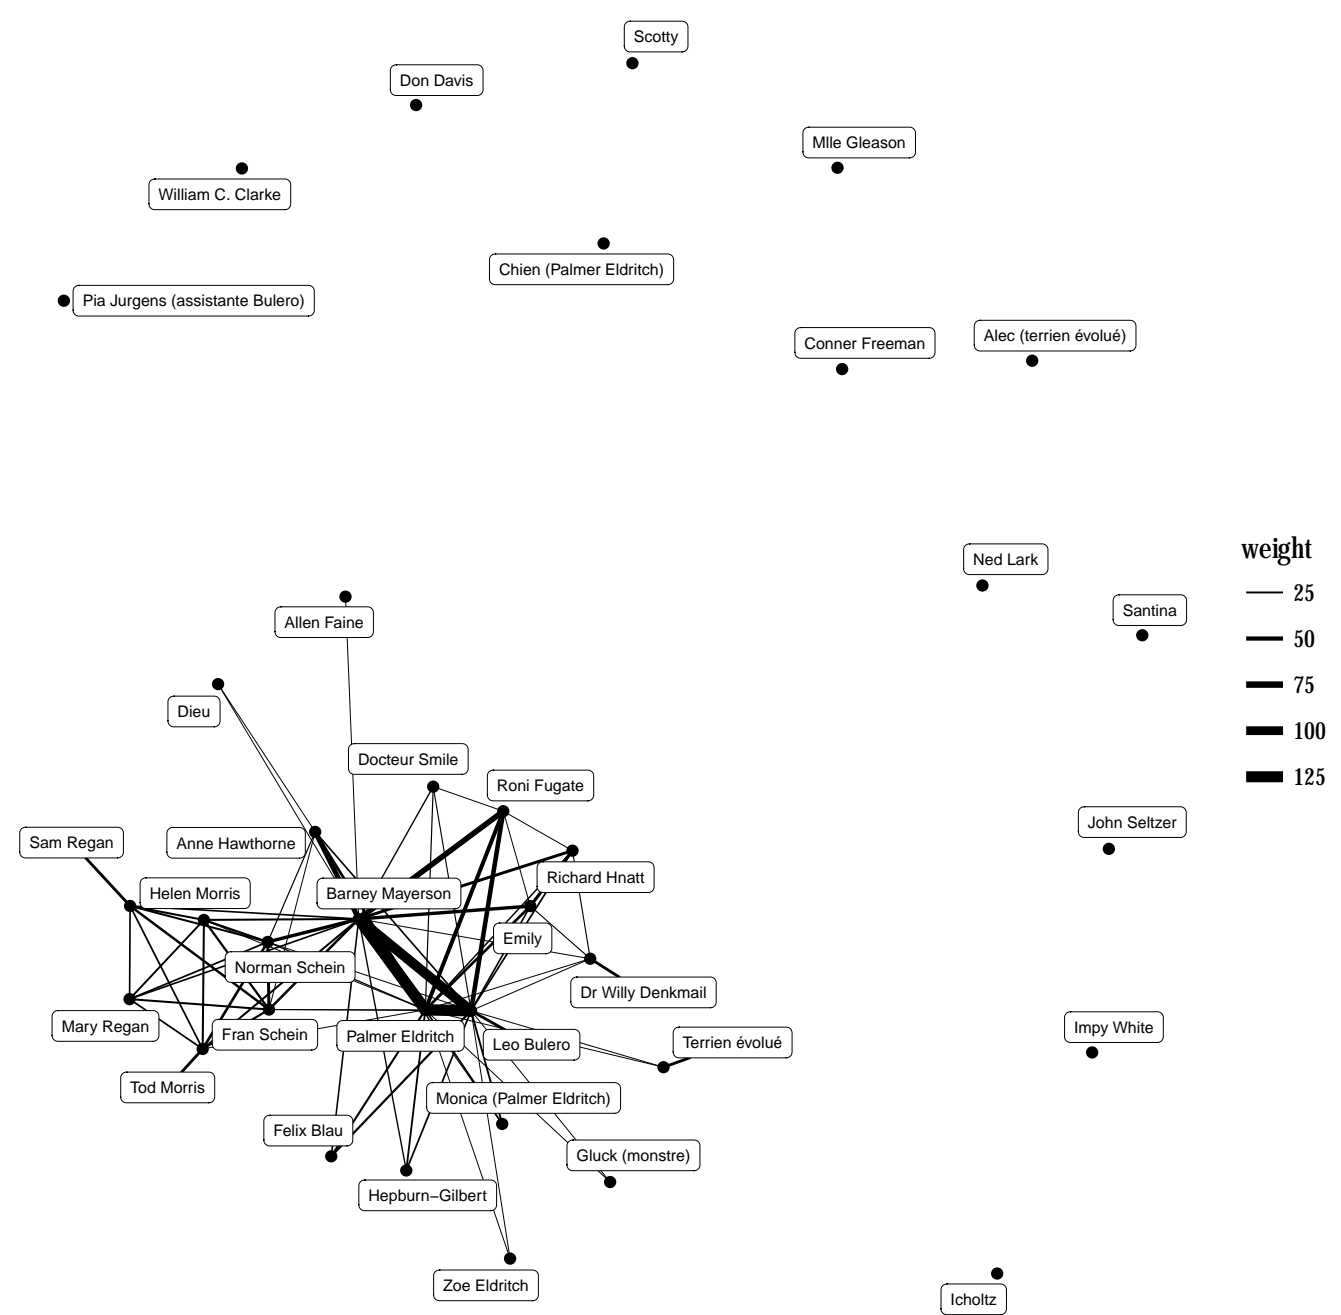 Scotty
Don Davis
Mlle Gleason
William C. Clarke
Chien (Palmer Eldritch)
Pia Jurgens (assistante Bulero)
Conner Freeman
Alec (terrien évolué)
weight
25
50
75
100
125
Ned Lark
Santina
Allen Faine
Dieu
Docteur Smile
Roni Fugate
John Seltzer
Sam Regan
Anne Hawthorne
Richard Hnatt
Helen Morris
Barney Mayerson
Emily
Norman Schein
Dr Willy Denkmail
Mary Regan
Fran Schein
Palmer Eldritch
Leo Bulero
Terrien évolué
Impy White
Tod Morris
Monica (Palmer Eldritch)
Felix Blau
Gluck (monstre)
Hepburn−Gilbert
Zoe Eldritch
Icholtz